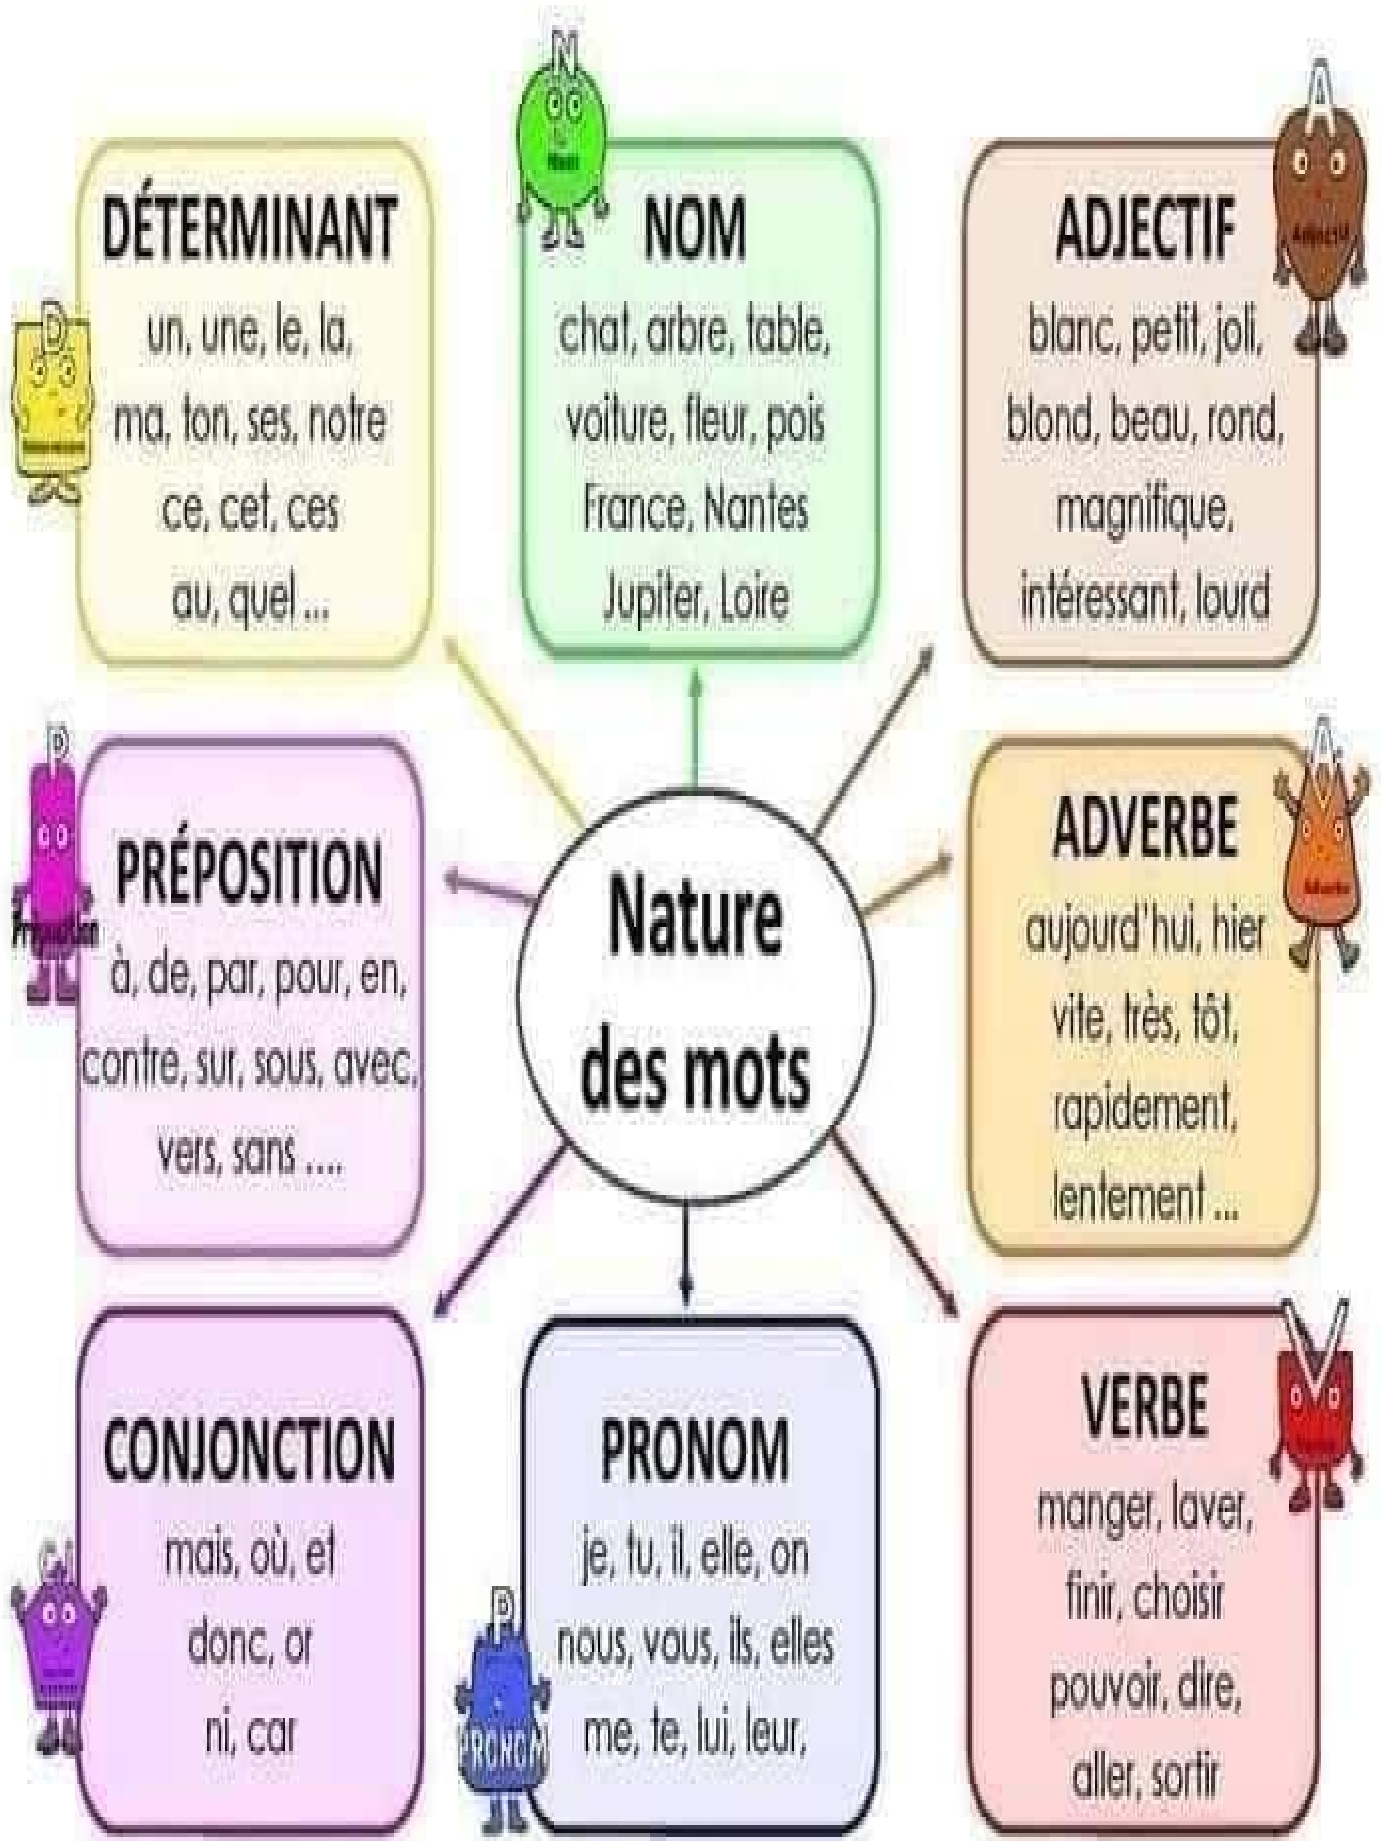 DÉTERMINANT
un, une, le, la,
ma, ton, ses, notre
ce, cet, ces
au, quel ...
D
N
NOM
chat, arbre, table,
voiture, fleur, pois
France, Nantes
Jupiter, Loire
A
Adjectif
ADJECTIF
blanc, petit, joli,
blond, beau, rond,
magnifique,
intéressant, lourd
P
Préposition
PRÉPOSITION
à, de, par, pour, en,
contre, sur, sous, avec,
vers, sans ....
Nature
des mots
A
Adverbe
ADVERBE
aujourd'hui, hier
vite, très, tôt,
rapidement,
lentement ...
CONJONCTION
mais, où, et
donc, or
ni, car
P
PRONOM
PRONOM
je, tu, il, elle, on
nous, vous, ils, elles
me, te, lui, leur,
V
VERBE
manger, laver,
finir, choisir
pouvoir, dire,
aller, sortir